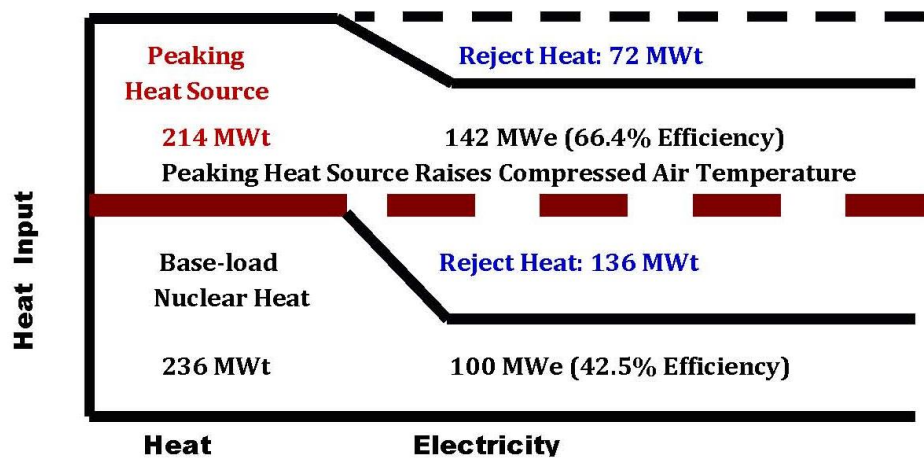 Peaking
Heat Source
Reject Heat: 72 MWt
214 MWt
142 MWe (66.4% Efficiency)
Peaking Heat Source Raises Compressed Air Temperature
Heat Input
Base-load
Nuclear Heat
Reject Heat: 136 MWt
236 MWt
100 MWe (42.5% Efficiency)
Heat
Electricity